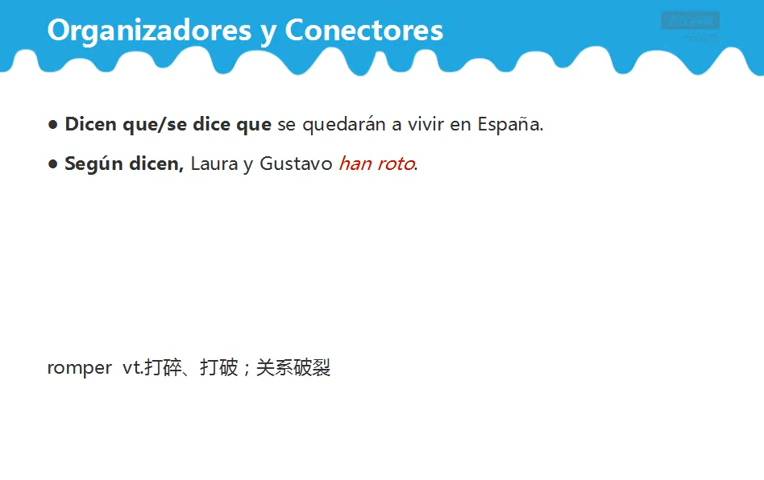 Organizadores y Conectores
● Dicen que/se dice que se quedarán a vivir en España.
● Según dicen, Laura y Gustavo han roto.
romper vt.打碎、打破；关系破裂